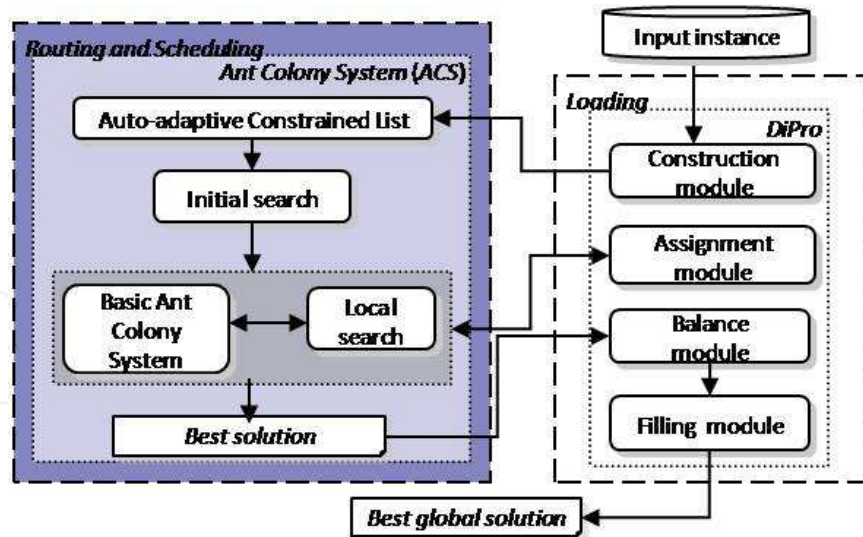 Routing and Scheduling
Ant Colony System (ACS)
Auto-adaptive Constrained List
Initial search
Basic Ant
Colony
System
Local
search
Best solution
Input instance
Loading
DiPro
Construction
module
Assignment
module
Balance
module
Filling module
Best global solution